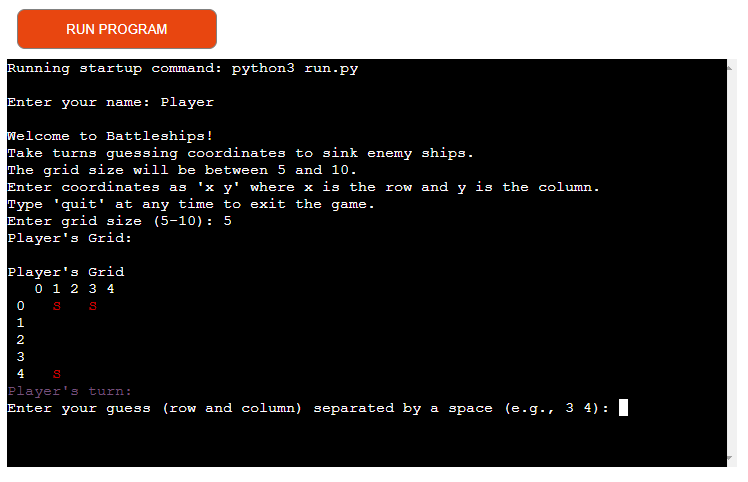 RUN PROGRAM
Running startup command: python3 run.py
Enter your name: Player
Welcome to Battleships!
Take turns guessing coordinates to sink enemy ships.
The grid size will be between 5 and 10.
Enter coordinates as 'x y' where x is the row and y is the column.
Type 'quit' at any time to exit the game.
Enter grid size (5-10): 5
Player's Grid:
Player's Grid
0 1 2 3 4
0 S S
1
2
3
4 S
Player's turn:
Enter your guess (row and column) separated by a space (e.g., 3 4):